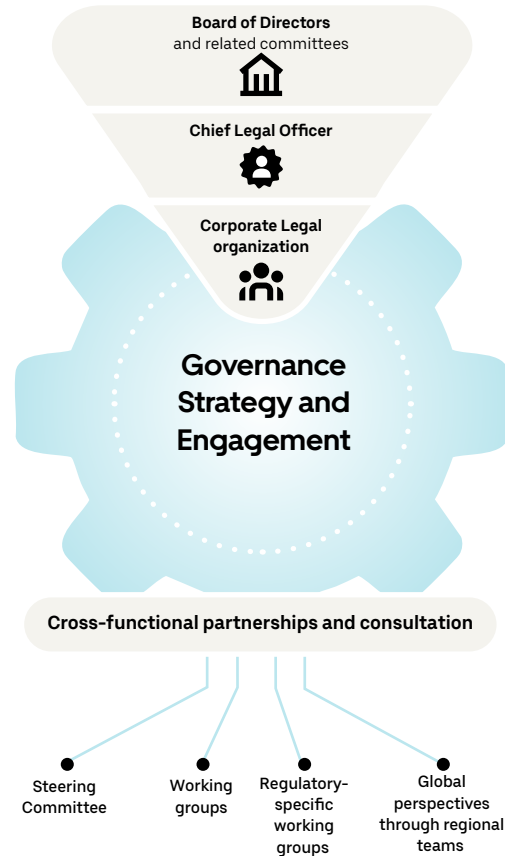 Board of Directors
and related committees
Chief Legal Officer
Corporate Legal
organization
Governance
Strategy and
Engagement
Cross-functional partnerships and consultation
Steering
Committee
Working
groups
Regulatory-
specific
working
groups
Global
perspectives
through regional
teams